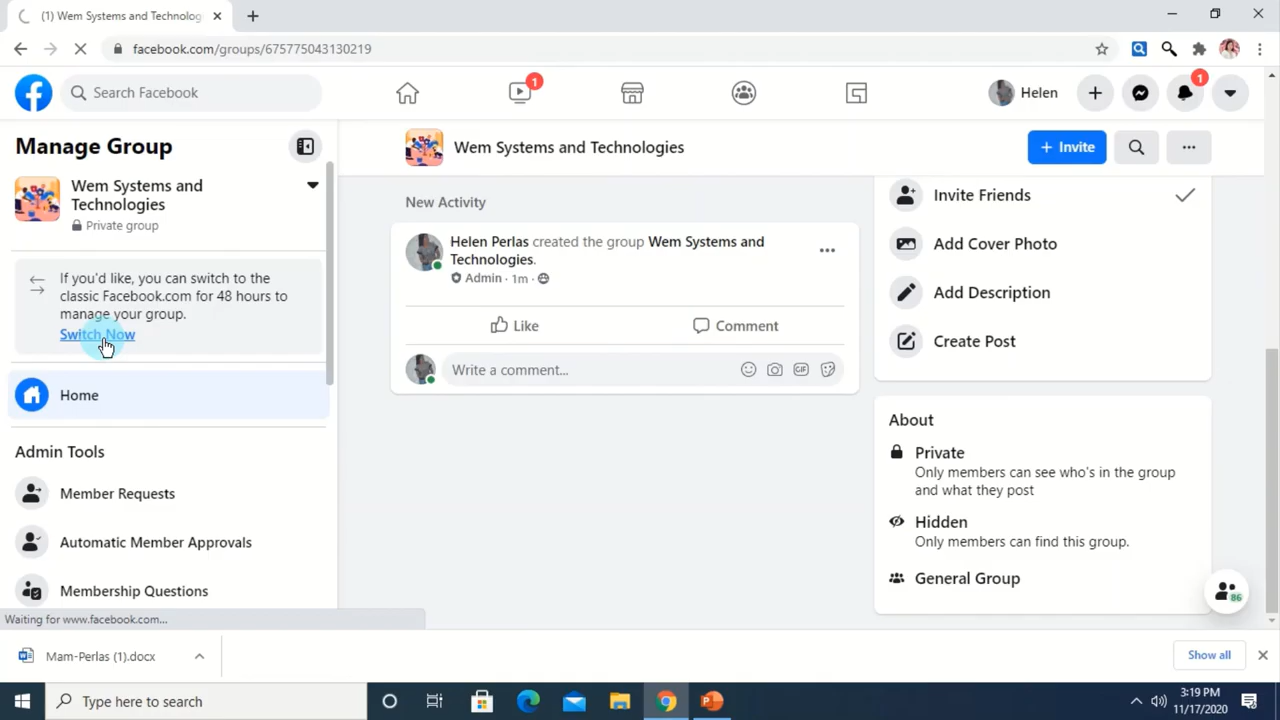 (1) Wem Systems and Technolog
facebook.com/groups/675775043130219
Search Facebook
1
Helen
1
Manage Group
Wem Systems and
Technologies
Private group
If you'd like, you can switch to the
classic Facebook.com for 48 hours to
manage your group.
Switch Now
Home
Admin Tools
Member Requests
Automatic Member Approvals
Membership Questions
Waiting for www.facebook.com...
Wem Systems and Technologies
+ Invite
New Activity
Helen Perlas created the group Wem Systems and
Technologies.
Admin · 1m ·
Like
Comment
Write a comment...
GIF
Invite Friends
Add Cover Photo
Add Description
Create Post
About
Private
Only members can see who's in the group
and what they post
Hidden
Only members can find this group.
General Group
86
Mam-Perlas (1).docx
Show all
Type here to search
3:19 PM
11/17/2020